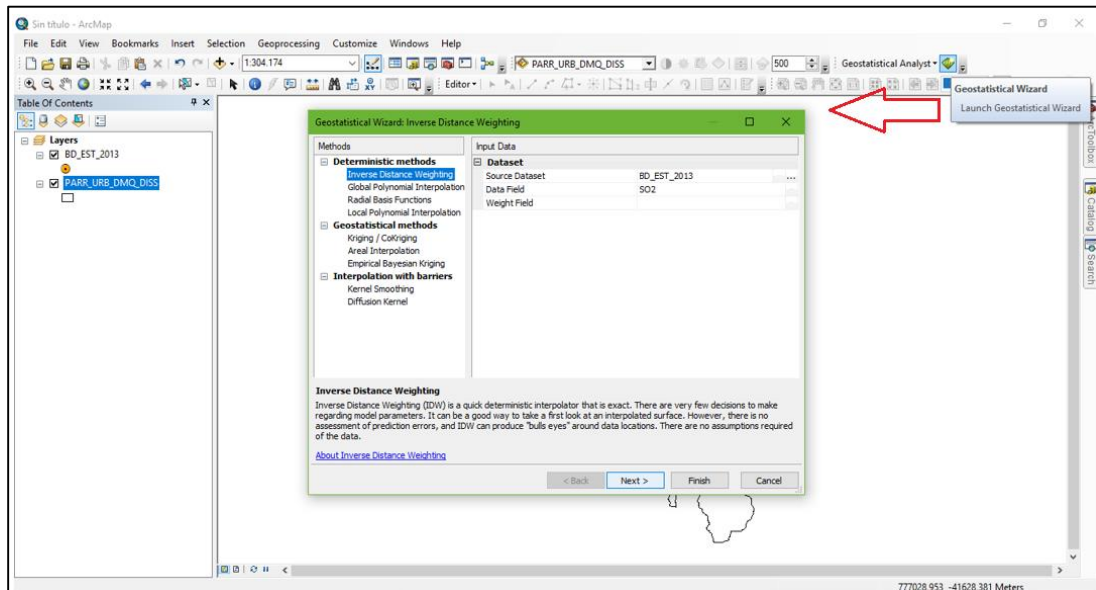 Sin título - ArcMap
File Edit View Bookmarks Insert Selection Geoprocessing Customize Windows Help
1:304.174
PARR_URB_DMQ_DISS
500
Geostatistical Analyst
Editor
Geostatistical Wizard
Launch Geostatistical Wizard
Table Of Contents
Layers
BD_EST_2013
PARR_URB_DMQ_DISS
ArcToolbox
Catalog
Search
Geostatistical Wizard: Inverse Distance Weighting
Methods
Deterministic methods
Inverse Distance Weighting
Global Polynomial Interpolation
Radial Basis Functions
Local Polynomial Interpolation
Geostatistical methods
Kriging / CoKriging
Areal Interpolation
Empirical Bayesian Kriging
Interpolation with barriers
Kernel Smoothing
Diffusion Kernel
Input Data
Dataset
Source Dataset BD_EST_2013 ...
Data Field SO2
Weight Field
Inverse Distance Weighting
Inverse Distance Weighting (IDW) is a quick deterministic interpolator that is exact. There are very few decisions to make
regarding model parameters. It can be a good way to take a first look at an interpolated surface. However, there is no
assessment of prediction errors, and IDW can produce "bulls eyes" around data locations. There are no assumptions required
of the data.
About Inverse Distance Weighting
< Back Next > Finish Cancel
777028,953 -41628,381 Meters